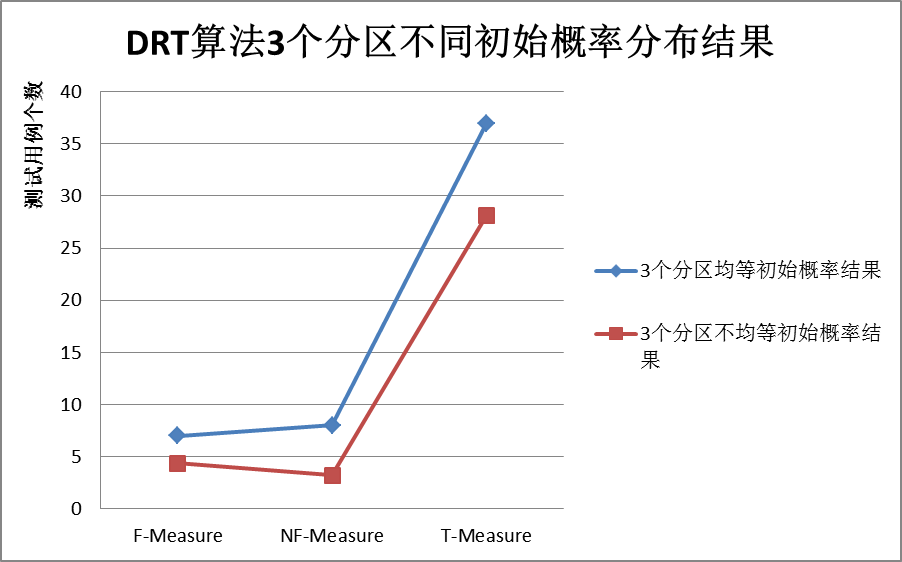 DRT算法3个分区不同初始概率分布结果
测试用例个数
40
35
30
25
20
15
10
5
0
F-Measure
NF-Measure
T-Measure
3个分区均等初始概率结果
3个分区不均等初始概率结
果